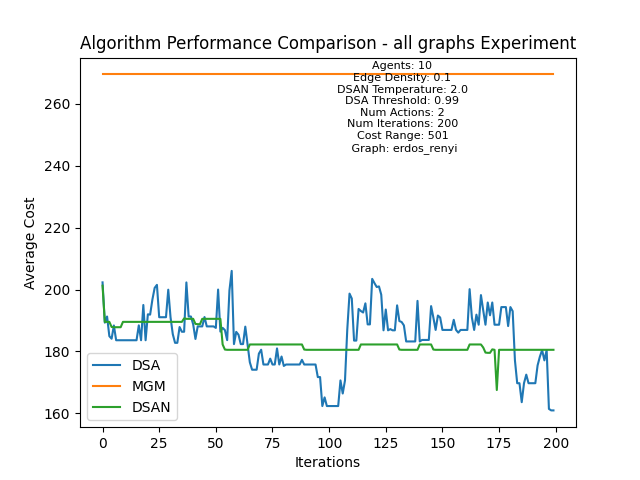 Algorithm Performance Comparison - all graphs Experiment
Agents: 10
Edge Density: 0.1
DSAN Temperature: 2.0
DSA Threshold: 0.99
Num Actions: 2
Num Iterations: 200
Cost Range: 501
Graph: erdos_renyi
Average Cost
260
240
220
200
180
160
DSA
MGM
DSAN
0
25
50
75
100
125
150
175
200
Iterations